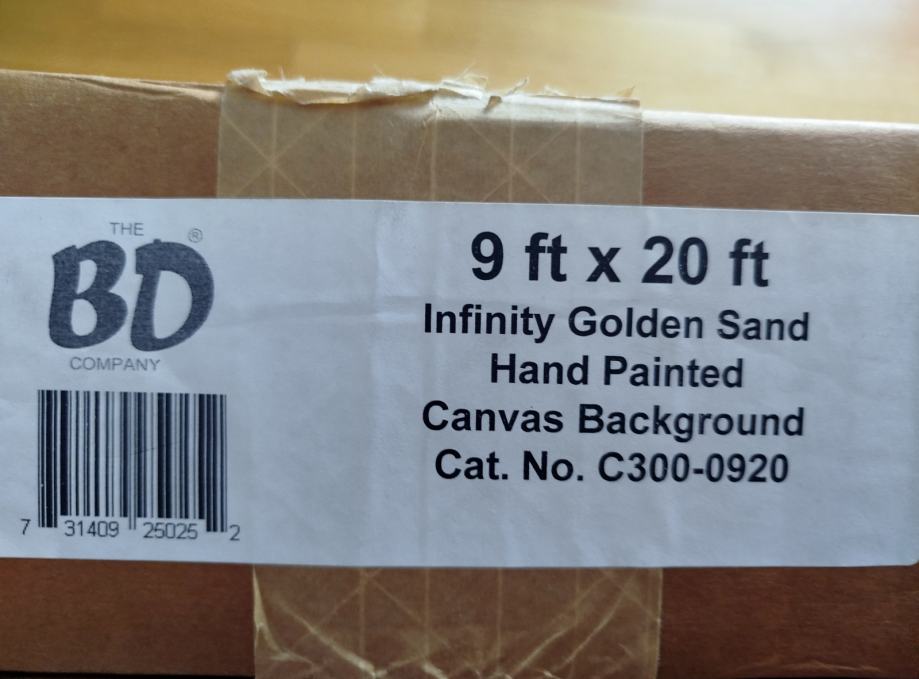 THE
BD®
COMPANY
7 31409 25025 2
9 ft x 20 ft
Infinity Golden Sand
Hand Painted
Canvas Background
Cat. No. C300-0920